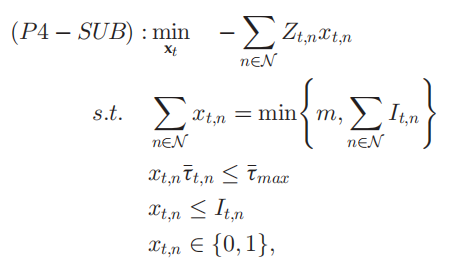 (P4 − SUB) : min_{𝐱_t} − ∑_{n∈𝒩} Z_{t,n}x_{t,n}
s.t. ∑_{n∈𝒩} x_{t,n} = min{m, ∑_{n∈𝒩} I_{t,n}}
x_{t,n} τ̄_{t,n} ≤ τ̄_{max}
x_{t,n} ≤ I_{t,n}
x_{t,n} ∈ {0, 1},